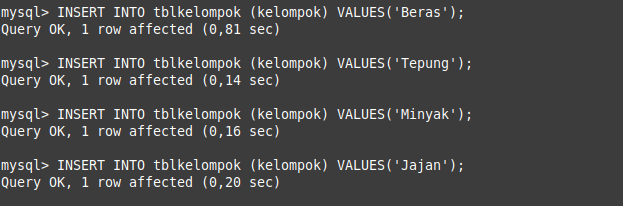 mysql> INSERT INTO tblkelompok (kelompok) VALUES('Beras');
Query OK, 1 row affected (0,81 sec)
mysql> INSERT INTO tblkelompok (kelompok) VALUES('Tepung');
Query OK, 1 row affected (0,14 sec)
mysql> INSERT INTO tblkelompok (kelompok) VALUES('Minyak');
Query OK, 1 row affected (0,16 sec)
mysql> INSERT INTO tblkelompok (kelompok) VALUES('Jajan');
Query OK, 1 row affected (0,20 sec)